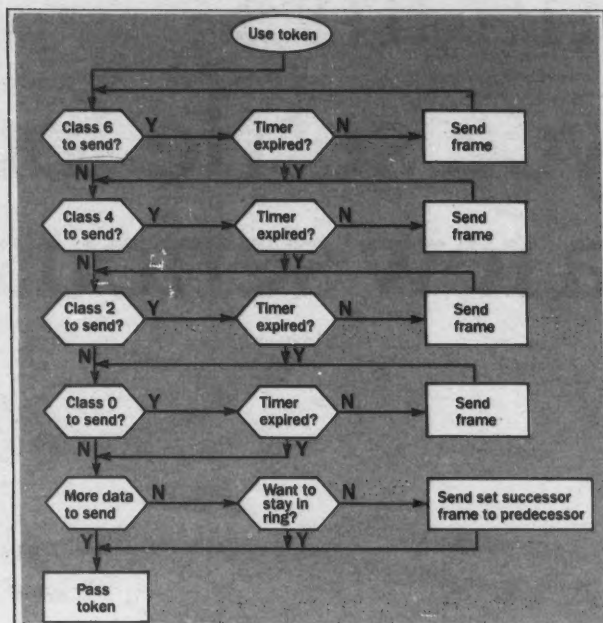 Use token
Class 6
to send?
Y
Timer
expired?
N
Send
frame
N
Y
Class 4
to send?
Y
Timer
expired?
N
Send
frame
N
Y
Class 2
to send?
Y
Timer
expired?
N
Send
frame
N
Y
Class 0
to send?
Y
Timer
expired?
N
Send
frame
N
Y
More data
to send
N
Want to
stay in
ring?
N
Send set successor
frame to predecessor
Y
Y
Pass
token